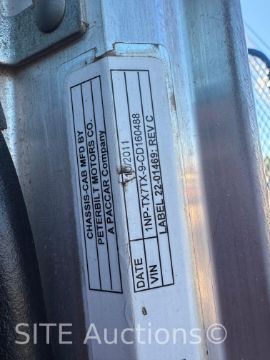 CHASSIS-CAB MFD BY
PETERBILT MOTORS CO.
A PACCAR Company
DATE /2011
VIN 1NP-TX7TX-9-CD160488
LABEL 22-01469: REV C
SITE Auctions©